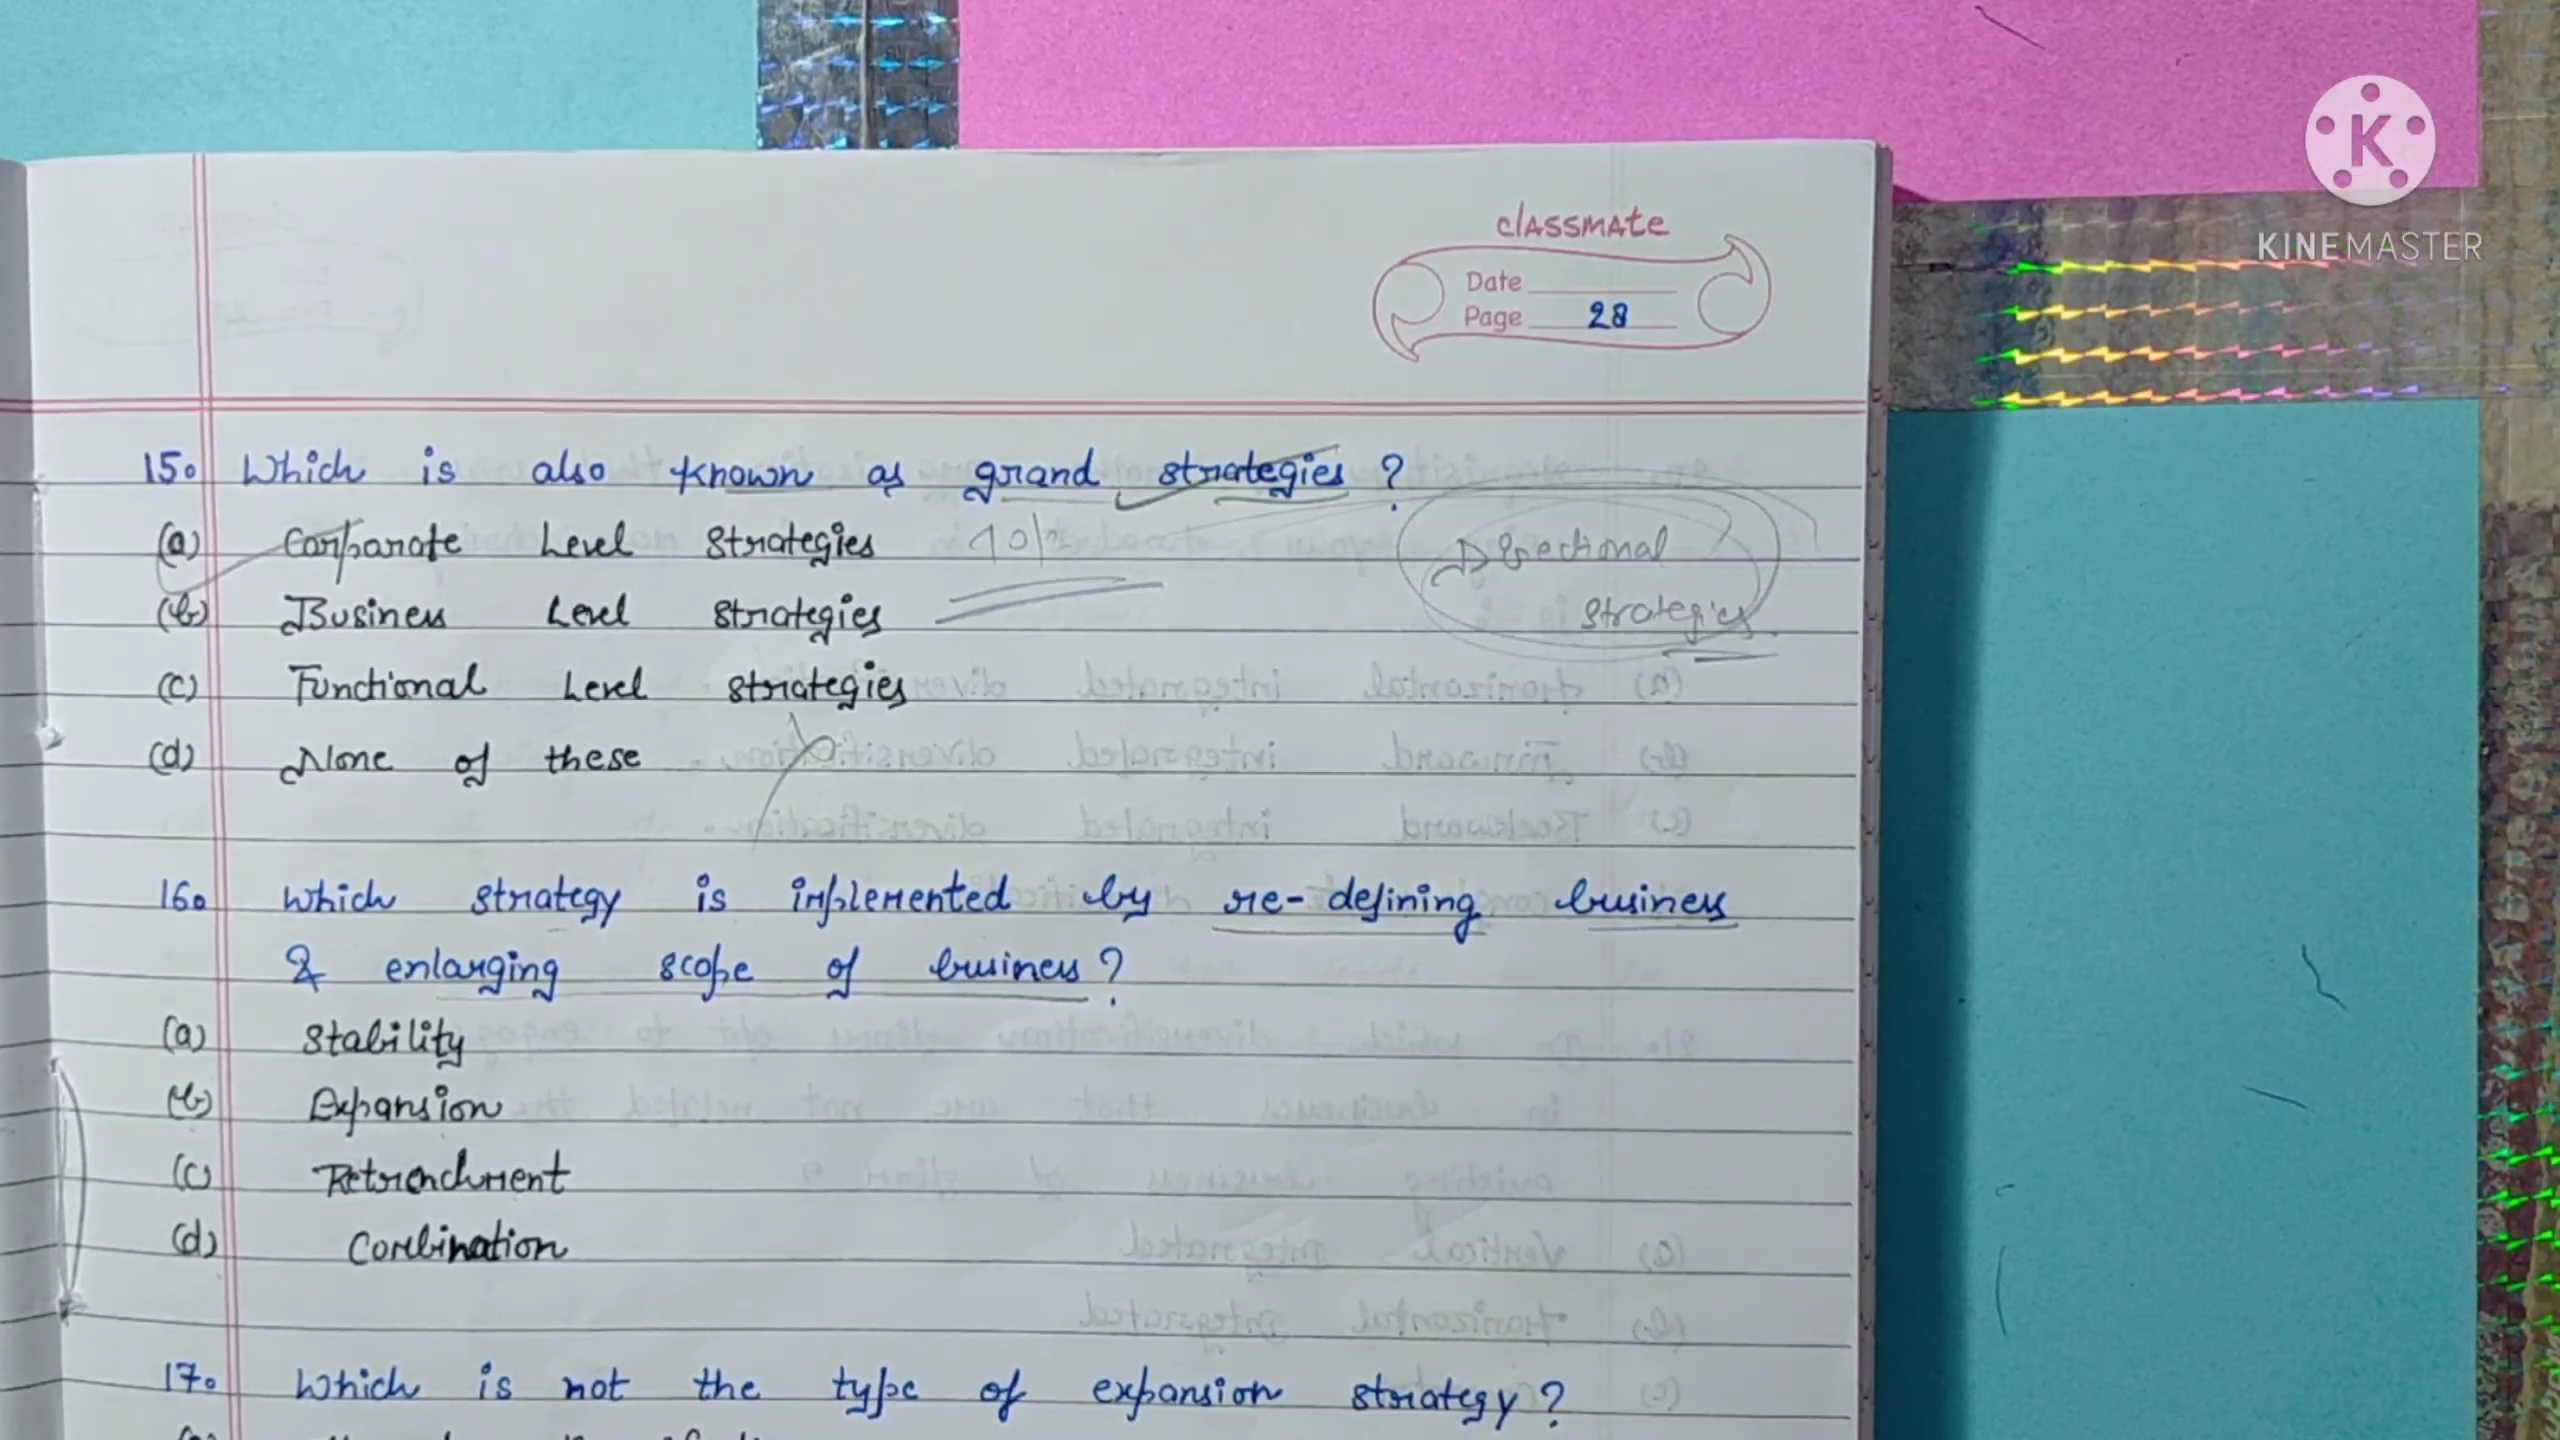 KINEMASTER
classmate
Date
Page 28
15. Which is also known as grand strategies ?
(a) Corporate Level Strategies
Directional
Strategies
(b) Business Level Strategies
(c) Functional Level Strategies
(d) None of these
16. Which strategy is implemented by re-defining business
& enlarging scope of business ?
(a) Stability
(b) Expansion
(c) Retrenchment
(d) Combination
17. Which is not the type of expansion strategy ?